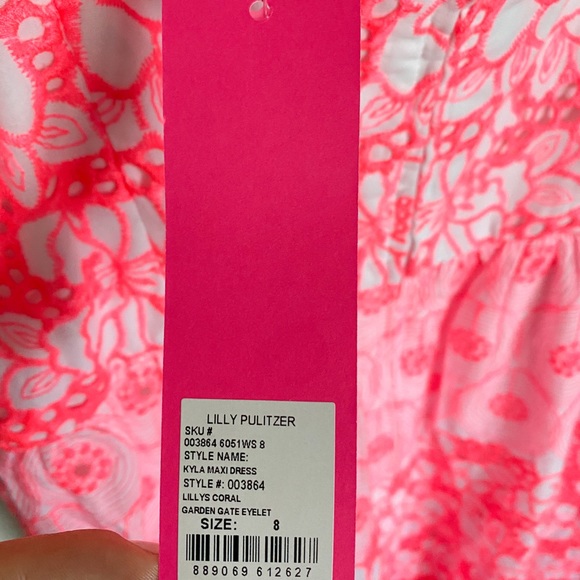 LILLY PULITZER
SKU #
003864 6051WS 8
STYLE NAME:
KYLA MAXI DRESS
STYLE #: 003864
LILLYS CORAL
GARDEN GATE EYELET
SIZE: 8
889069 612627